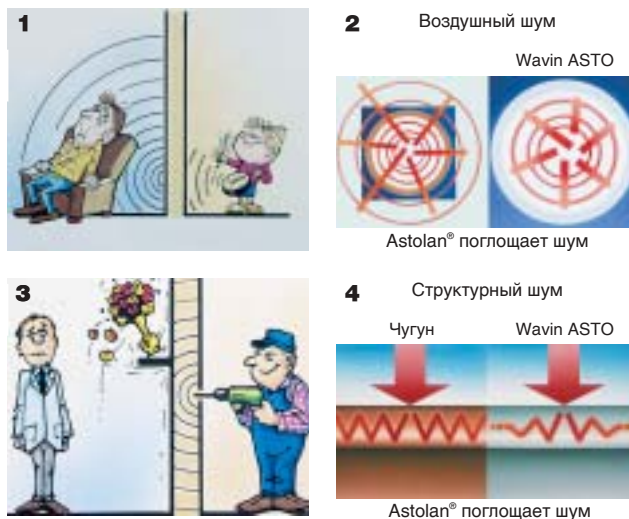 1
2 Воздушный шум
Wavin ASTO
Astolan® поглощает шум
3
4 Структурный шум
Чугун Wavin ASTO
Astolan® поглощает шум